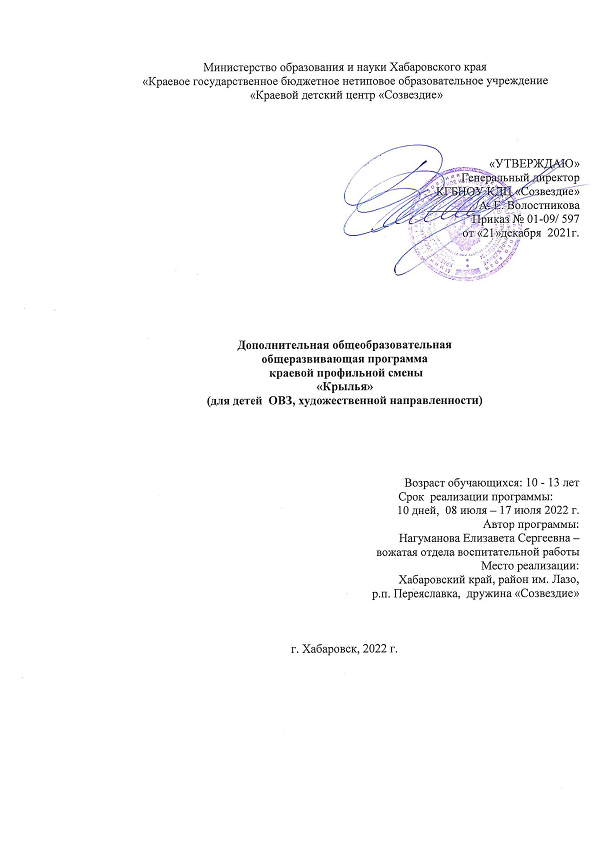 Министерство образования и науки Хабаровского края
«Краевое государственное бюджетное нетиповое образовательное учреждение
«Краевой детский центр «Созвездие»
«УТВЕРЖДАЮ»
Генеральный директор
КГБНОУ КДЦ «Созвездие»
А. Е. Волостникова
Приказ № 01-09/ 597
от «21»декабря 2021г.
Дополнительная общеобразовательная
общеразвивающая программа
краевой профильной смены
«Крылья»
(для детей ОВЗ, художественной направленности)
Возраст обучающихся: 10 - 13 лет
Срок реализации программы:
10 дней, 08 июля – 17 июля 2022 г.
Автор программы:
Нагуманова Елизавета Сергеевна –
вожатая отдела воспитательной работы
Место реализации:
Хабаровский край, район им. Лазо,
р.п. Переяславка, дружина «Созвездие»
г. Хабаровск, 2022 г.